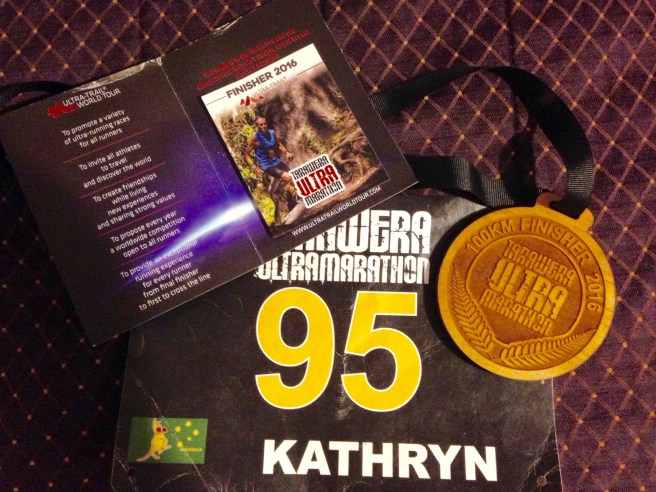 ULTRA-TRAIL®
WORLD TOUR
To promote a variety
of ultra-running races
for all runners
To invite all athletes
to travel
and discover the world
To create friendships
while living
new experiences
and sharing strong values
To propose every year
a worldwide competition
open to all runners
To provide an
running experience
for every runner
from final finisher
to first to cross the line
FINISHER 2016
TARAWERA
ULTRA
MARATHON
WWW.ULTRATRAILWORLDTOUR.COM
TARAWERA
ULTRAMARATHON
95
australia
KATHRYN
100KM FINISHER 2016
TARAWERA
ULTRA
MARATHON